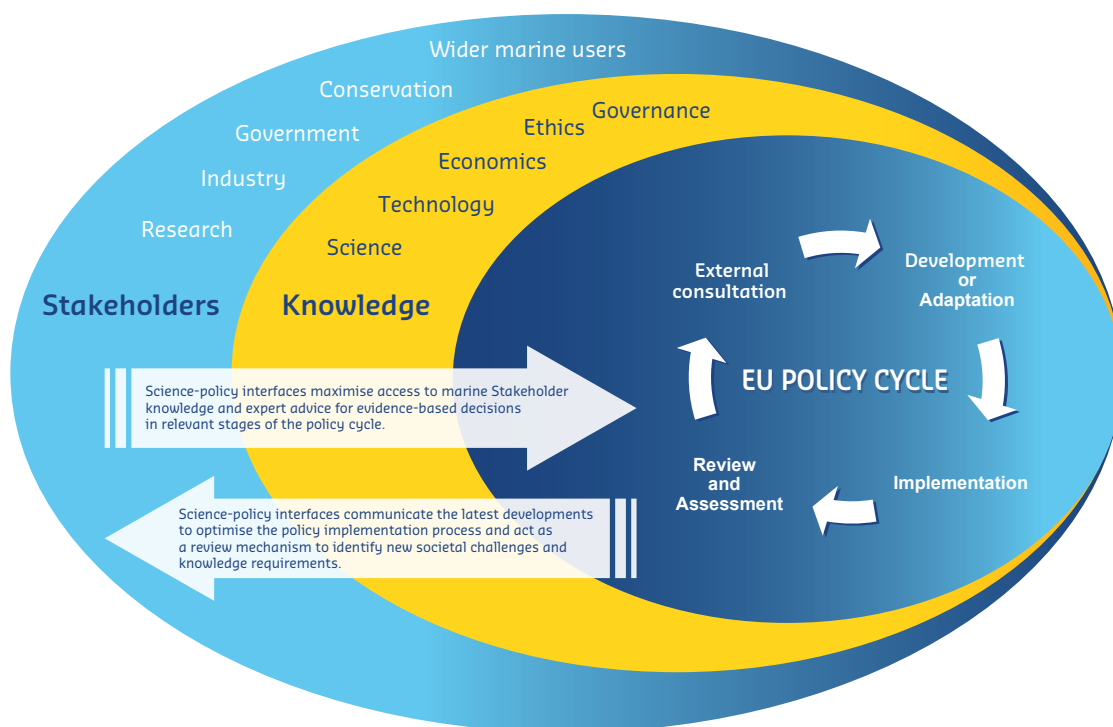 Wider marine users
Conservation
Government
Industry
Research
Stakeholders
Governance
Ethics
Economics
Technology
Science
Knowledge
External
consultation
Development
or
Adaptation
EU POLICY CYCLE
Review
and
Assessment
Implementation
Science-policy interfaces maximise access to marine Stakeholder
knowledge and expert advice for evidence-based decisions
in relevant stages of the policy cycle.
Science-policy interfaces communicate the latest developments
to optimise the policy implementation process and act as
a review mechanism to identify new societal challenges and
knowledge requirements.